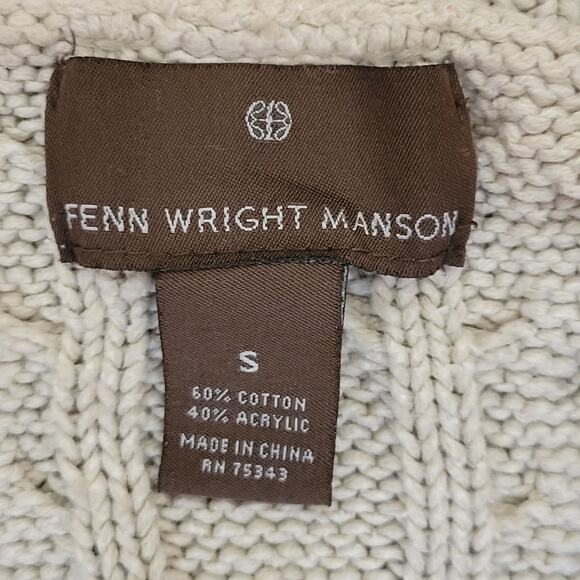 FENN WRIGHT MANSON
S
60% COTTON
40% ACRYLIC
MADE IN CHINA
RN 75343